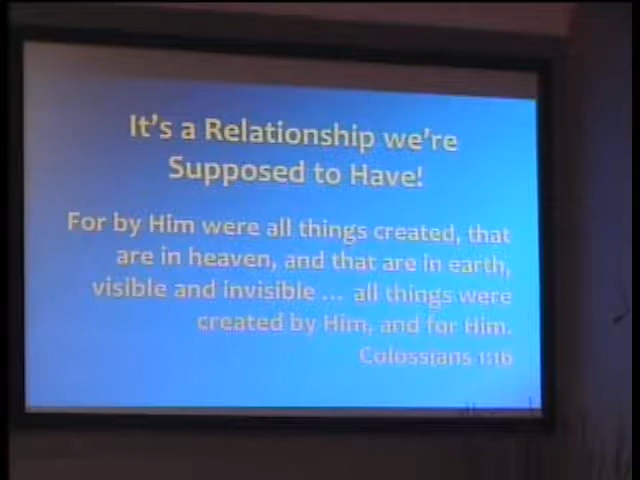 It's a Relationship we're
Supposed to Have!
For by Him were all things created, that
are in heaven, and that are in earth,
visible and invisible ... all things were
created by Him, and for Him.
Colossians 1:16